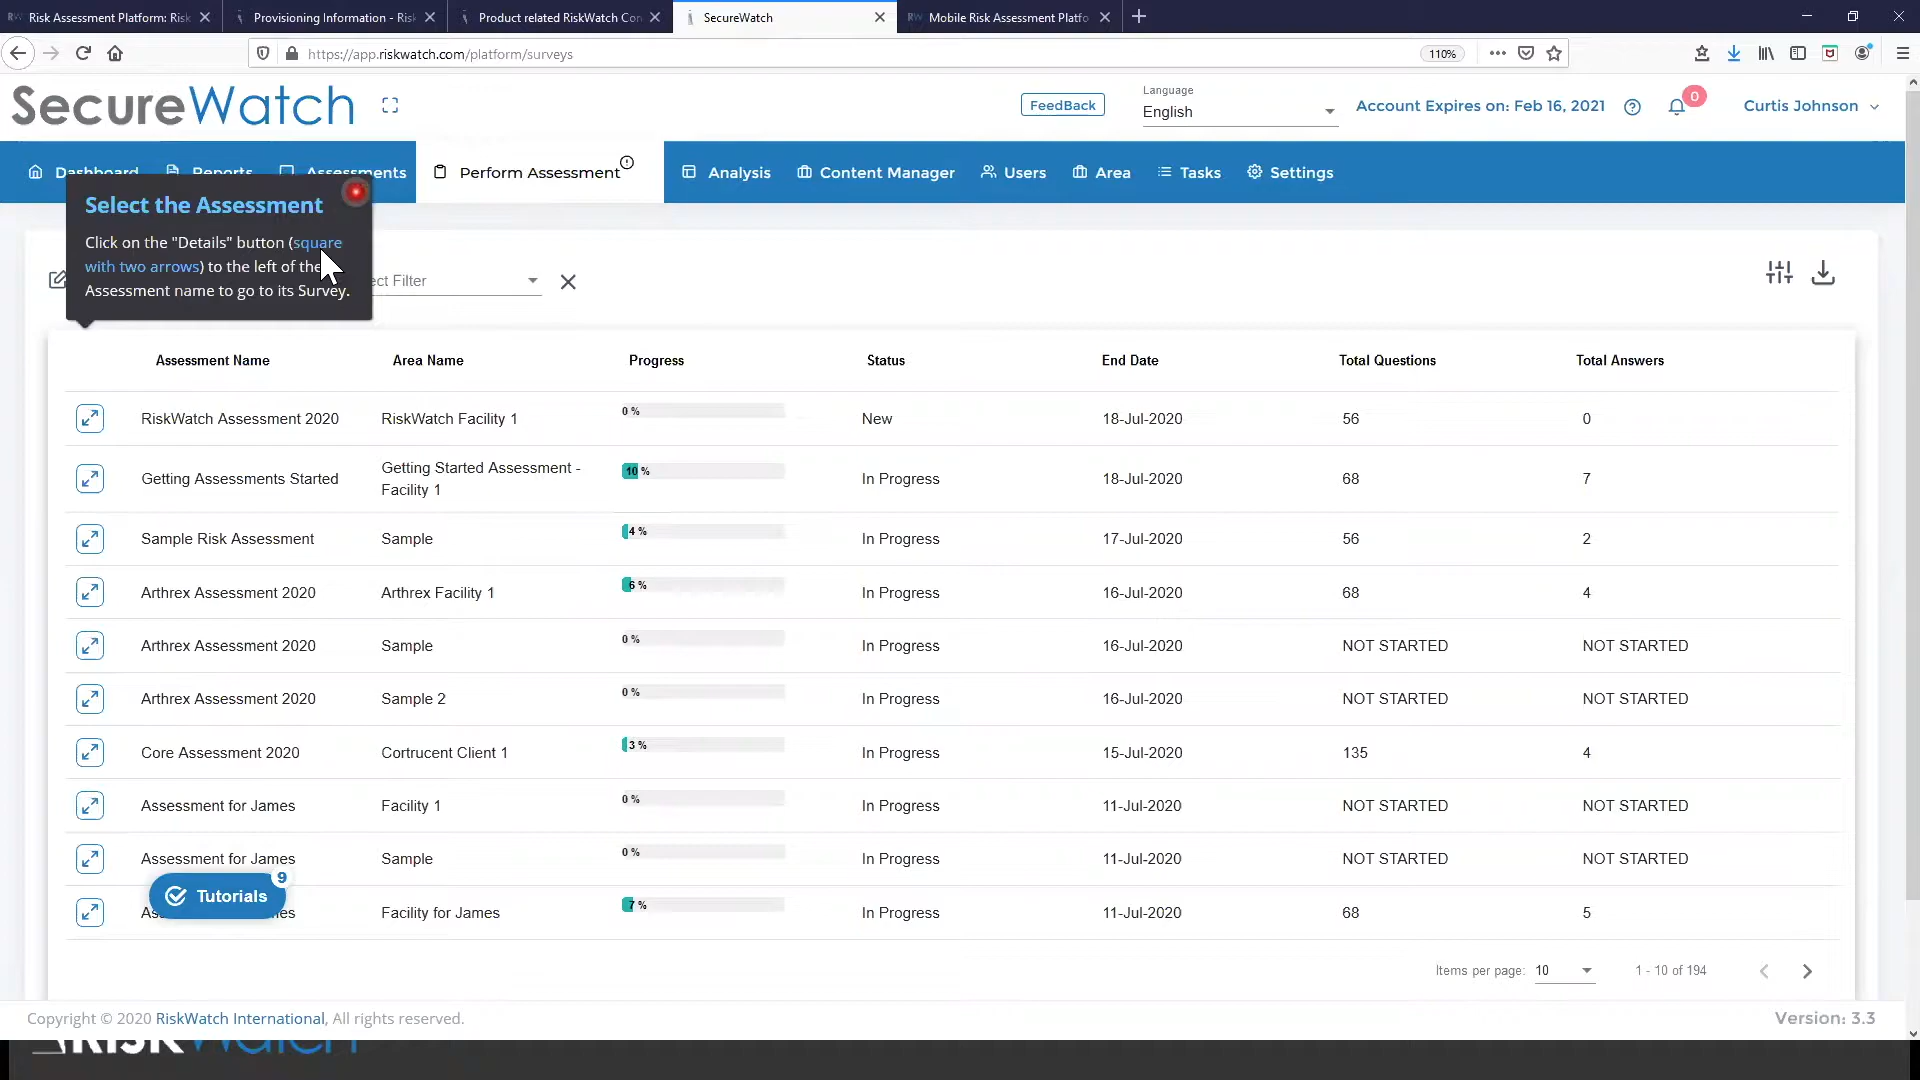 Risk Assessment Platform: Risk
Provisioning Information - Risk
Product related RiskWatch Con
SecureWatch
Mobile Risk Assessment Platfo
https://app.riskwatch.com/platform/surveys
110%
SecureWatch
FeedBack
Language
English
Account Expires on: Feb 16, 2021
0
Curtis Johnson
Dashboard
Reports
Assessments
Perform Assessment
Analysis
Content Manager
Users
Area
Tasks
Settings
Select the Assessment
Click on the "Details" button (square
with two arrows) to the left of the
Assessment name to go to its Survey.
ect Filter
Assessment Name Area Name Progress Status End Date Total Questions Total Answers
RiskWatch Assessment 2020 RiskWatch Facility 1 0 % New 18-Jul-2020 56 0
Getting Assessments Started Getting Started Assessment - Facility 1 10 % In Progress 18-Jul-2020 68 7
Sample Risk Assessment Sample 4 % In Progress 17-Jul-2020 56 2
Arthrex Assessment 2020 Arthrex Facility 1 6 % In Progress 16-Jul-2020 68 4
Arthrex Assessment 2020 Sample 0 % In Progress 16-Jul-2020 NOT STARTED NOT STARTED
Arthrex Assessment 2020 Sample 2 0 % In Progress 16-Jul-2020 NOT STARTED NOT STARTED
Core Assessment 2020 Cortrucent Client 1 3 % In Progress 15-Jul-2020 135 4
Assessment for James Facility 1 0 % In Progress 11-Jul-2020 NOT STARTED NOT STARTED
Assessment for James Sample 0 % In Progress 11-Jul-2020 NOT STARTED NOT STARTED
Facility for James 7 % In Progress 11-Jul-2020 68 5
Tutorials
9
Items per page: 10 1 - 10 of 194
Copyright © 2020 RiskWatch International, All rights reserved.
Version: 3.3
RISKWatch